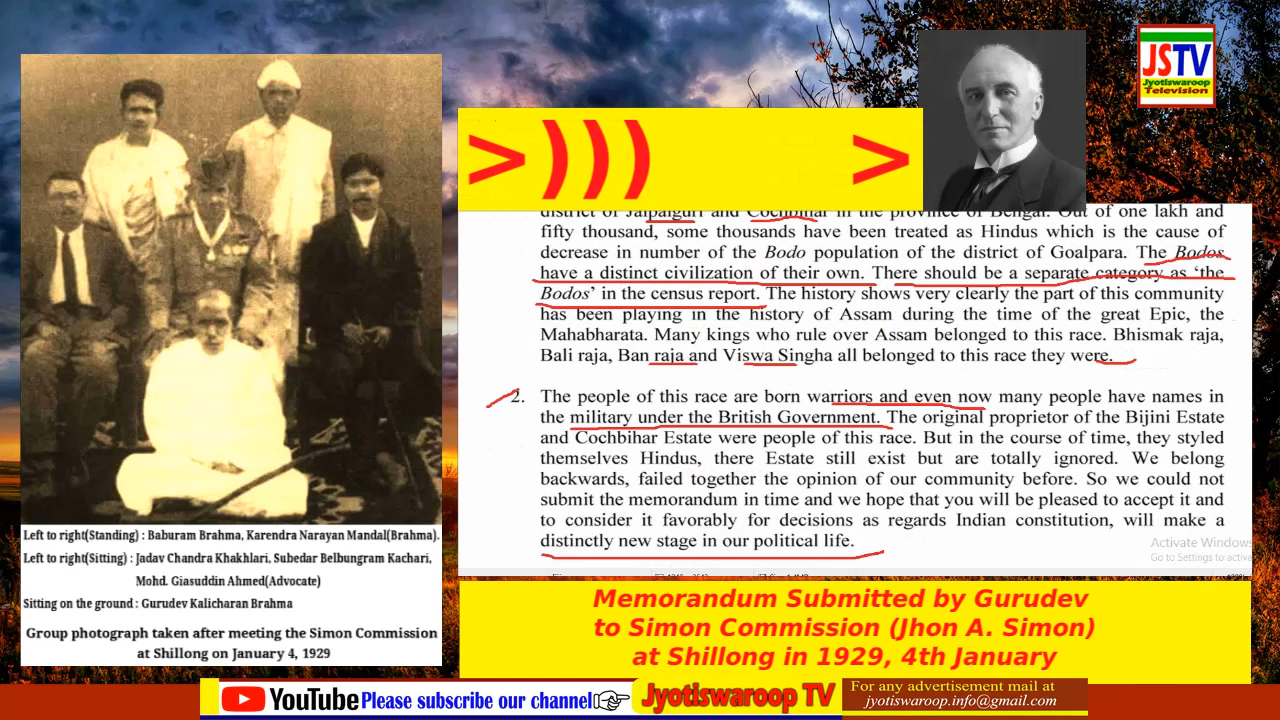 JSTV
Jyotiswaroop
Television
>))) >
district of Jalpaiguri and Cochbihar in the province of Bengal. Out of one lakh and
fifty thousand, some thousands have been treated as Hindus which is the cause of
decrease in number of the Bodo population of the district of Goalpara. The Bodos
have a distinct civilization of their own. There should be a separate category as ‘the
Bodos’ in the census report. The history shows very clearly the part of this community
has been playing in the history of Assam during the time of the great Epic, the
Mahabharata. Many kings who rule over Assam belonged to this race. Bhismak raja,
Bali raja, Ban raja and Viswa Singha all belonged to this race they were.
2. The people of this race are born warriors and even now many people have names in
the military under the British Government. The original proprietor of the Bijini Estate
and Cochbihar Estate were people of this race. But in the course of time, they styled
themselves Hindus, there Estate still exist but are totally ignored. We belong
backwards, failed together the opinion of our community before. So we could not
submit the memorandum in time and we hope that you will be pleased to accept it and
to consider it favorably for decisions as regards Indian constitution, will make a
distinctly new stage in our political life.
Activate Windows
Go to Settings to activa
Left to right(Standing) : Baburam Brahma, Karendra Narayan Mandal(Brahma).
Left to right(Sitting) : Jadav Chandra Khakhlari, Subedar Belbungram Kachari,
Mohd. Giasuddin Ahmed(Advocate)
Sitting on the ground : Gurudev Kalicharan Brahma
Group photograph taken after meeting the Simon Commission
at Shillong on January 4, 1929
Memorandum Submitted by Gurudev
to Simon Commission (Jhon A. Simon)
at Shillong in 1929, 4th January
YouTube Please subscribe our channel Jyotiswaroop TV
For any advertisement mail at
jyotiswaroop.info@gmail.com